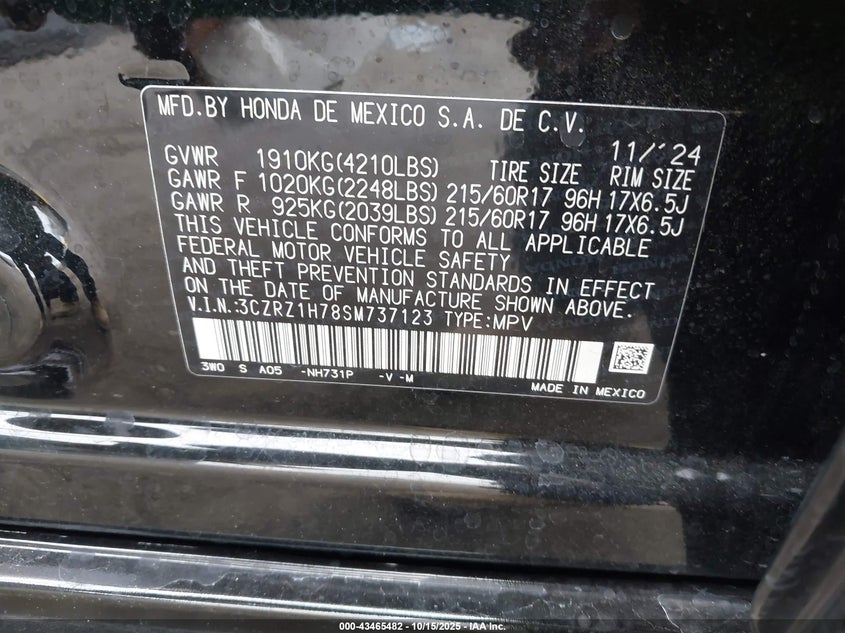 MFD.BY HONDA DE MEXICO S.A. DE C.V.
11/'24
GVWR 1910KG(4210LBS) TIRE SIZE RIM SIZE
GAWR F 1020KG(2248LBS) 215/60R17 96H 17X6.5J
GAWR R 925KG(2039LBS) 215/60R17 96H 17X6.5J
THIS VEHICLE CONFORMS TO ALL APPLICABLE
FEDERAL MOTOR VEHICLE SAFETY
AND THEFT PREVENTION STANDARDS IN EFFECT
ON THE DATE OF MANUFACTURE SHOWN ABOVE.
V.I.N.:3CZRZ1H78SM737123 TYPE:MPV
3W0 S A05 -NH731P -V -M
MADE IN MEXICO
000-43465482 - 10/15/2025 - IAA Inc.